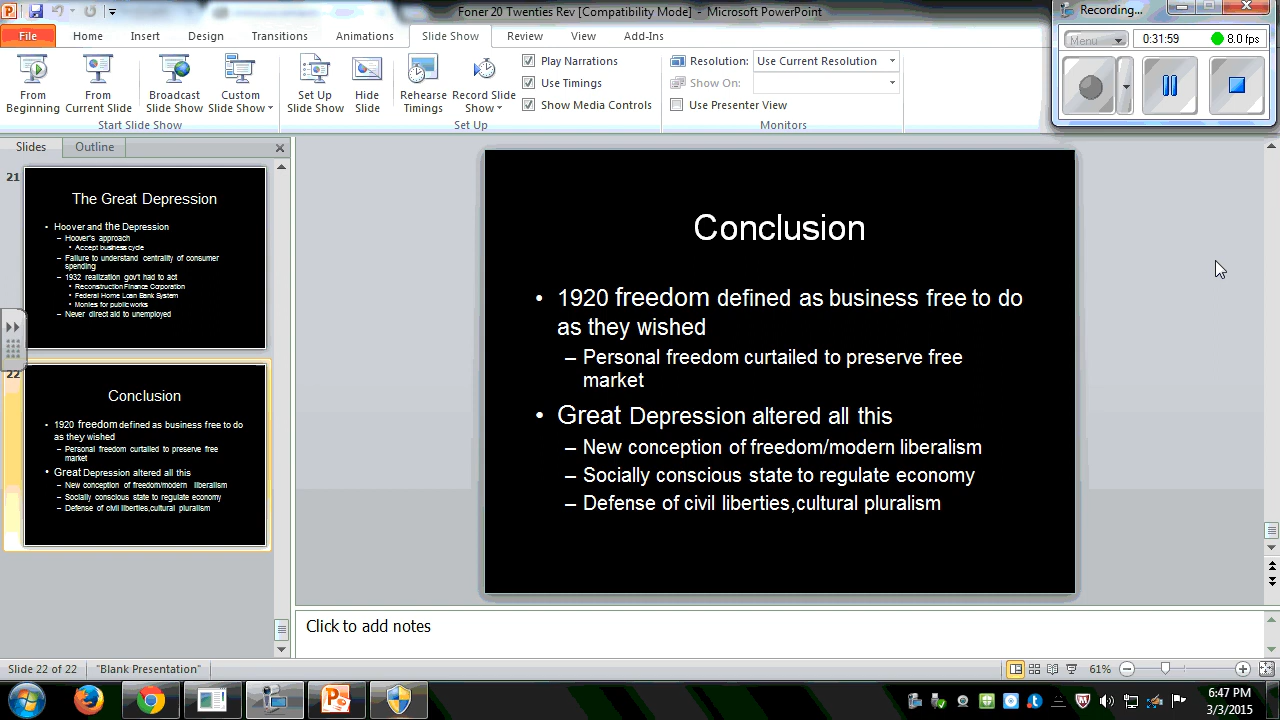 Foner 20 Twenties Rev [Compatibility Mode] - Microsoft PowerPoint
Recording...
File Home Insert Design Transitions Animations Slide Show Review View Add-Ins
Menu 0:31:59 8.0 fps
From Beginning
From Current Slide
Broadcast Slide Show
Custom Slide Show
Set Up Slide Show
Hide Slide
Rehearse Timings
Record Slide Show
Play Narrations
Use Timings
Show Media Controls
Resolution: Use Current Resolution
Show On:
Use Presenter View
Start Slide Show Set Up Monitors
Slides Outline
21
The Great Depression
• Hoover and the Depression
– Hoover's approach
• Accept business cycle
– Failure to understand centrality of consumer
spending
– 1932 realization gov't had to act
• Reconstruction Finance Corporation
• Federal Home Loan Bank System
• Monies for public works
– Never direct aid to unemployed
22
Conclusion
• 1920 freedom defined as business free to do
as they wished
– Personal freedom curtailed to preserve free
market
• Great Depression altered all this
– New conception of freedom/modern liberalism
– Socially conscious state to regulate economy
– Defense of civil liberties,cultural pluralism
Conclusion
• 1920 freedom defined as business free to do
as they wished
– Personal freedom curtailed to preserve free
market
• Great Depression altered all this
– New conception of freedom/modern liberalism
– Socially conscious state to regulate economy
– Defense of civil liberties,cultural pluralism
Click to add notes
Slide 22 of 22 "Blank Presentation" 61%
6:47 PM
3/3/2015